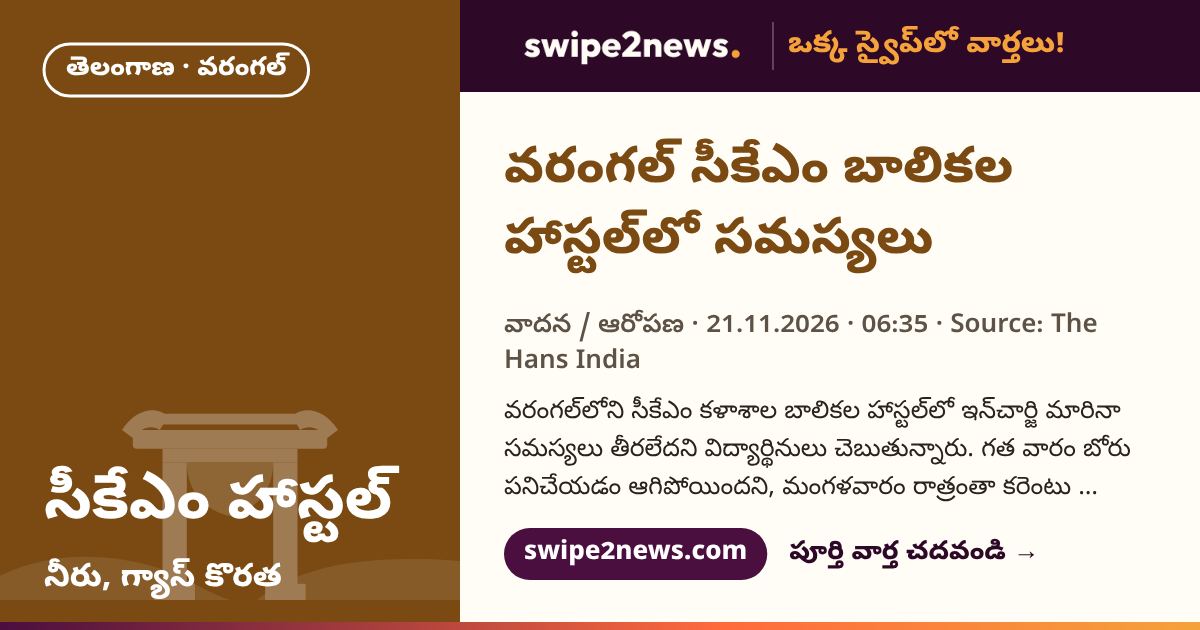 తెలంగాణ · వరంగల్
సీకేఎం హాస్టల్
నీరు, గ్యాస్ కొరత
swipe2news.
ఒక్క స్వైప్‌లో వార్తలు!
వరంగల్ సీకేఎం బాలికల
హాస్టల్‌లో సమస్యలు
వాదన / ఆరోపణ · 21.11.2026 · 06:35 · Source: The
Hans India
వరంగల్‌లోని సీకేఎం కళాశాల బాలికల హాస్టల్‌లో ఇన్‌చార్జి మారినా
సమస్యలు తీరలేదని విద్యార్థినులు చెబుతున్నారు. గత వారం బోరు
పనిచేయడం ఆగిపోయిందని, మంగళవారం రాత్రంతా కరెంటు ...
swipe2news.com
పూర్తి వార్త చదవండి →